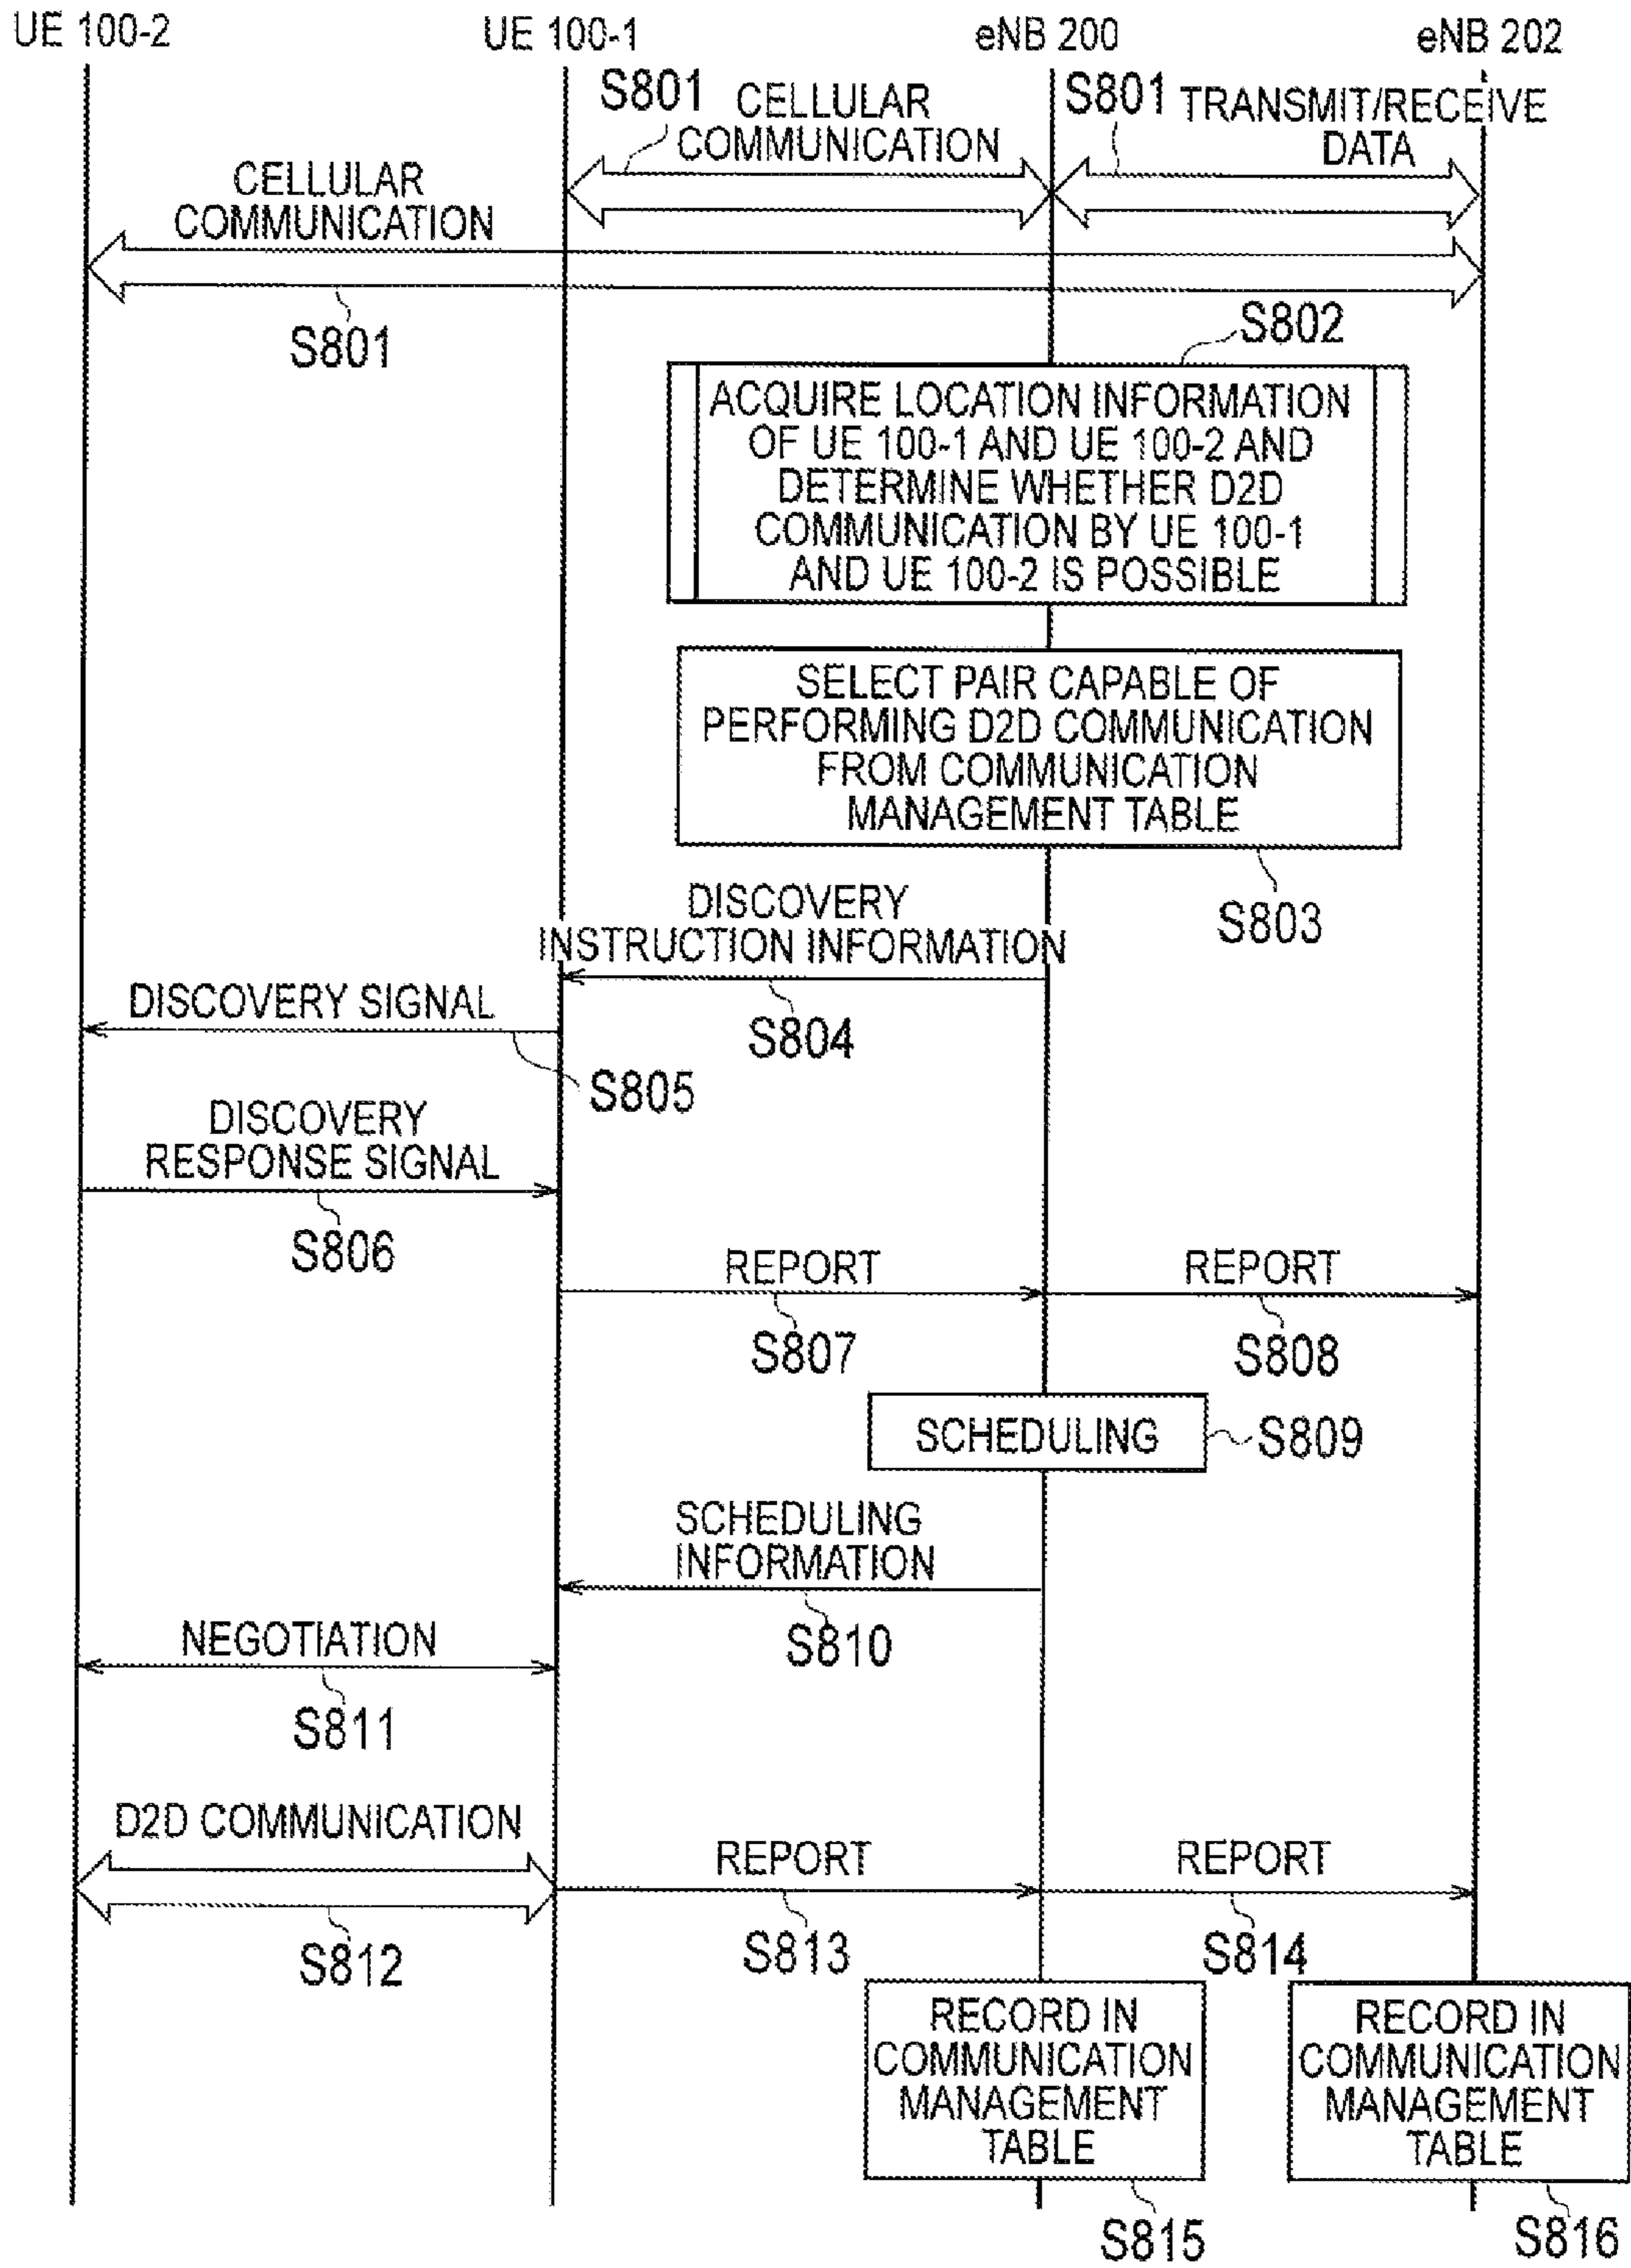 UE 100-2
UE 100-1
eNB 200
eNB 202
S801
CELLULAR
COMMUNICATION
S801
TRANSMIT/RECEIVE
DATA
CELLULAR
COMMUNICATION
S801
S802
ACQUIRE LOCATION INFORMATION
OF UE 100-1 AND UE 100-2 AND
DETERMINE WHETHER D2D
COMMUNICATION BY UE 100-1
AND UE 100-2 IS POSSIBLE
SELECT PAIR CAPABLE OF
PERFORMING D2D COMMUNICATION
FROM COMMUNICATION
MANAGEMENT TABLE
S803
DISCOVERY
INSTRUCTION INFORMATION
S804
DISCOVERY SIGNAL
S805
DISCOVERY
RESPONSE SIGNAL
S806
REPORT
S807
REPORT
S808
SCHEDULING
S809
SCHEDULING
INFORMATION
S810
NEGOTIATION
S811
D2D COMMUNICATION
S812
REPORT
S813
REPORT
S814
RECORD IN
COMMUNICATION
MANAGEMENT
TABLE
S815
RECORD IN
COMMUNICATION
MANAGEMENT
TABLE
S816